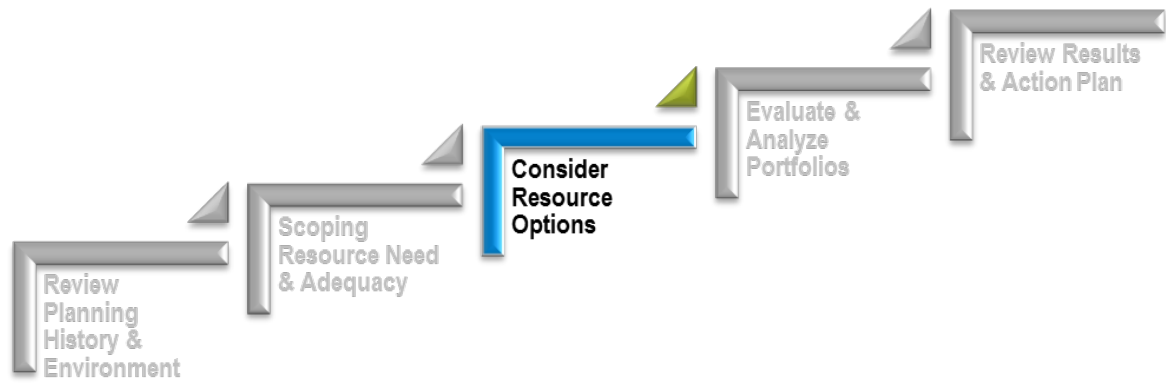 Review
Planning
History &
Environment
Scoping
Resource Need
& Adequacy
Consider
Resource
Options
Evaluate &
Analyze
Portfolios
Review Results
& Action Plan